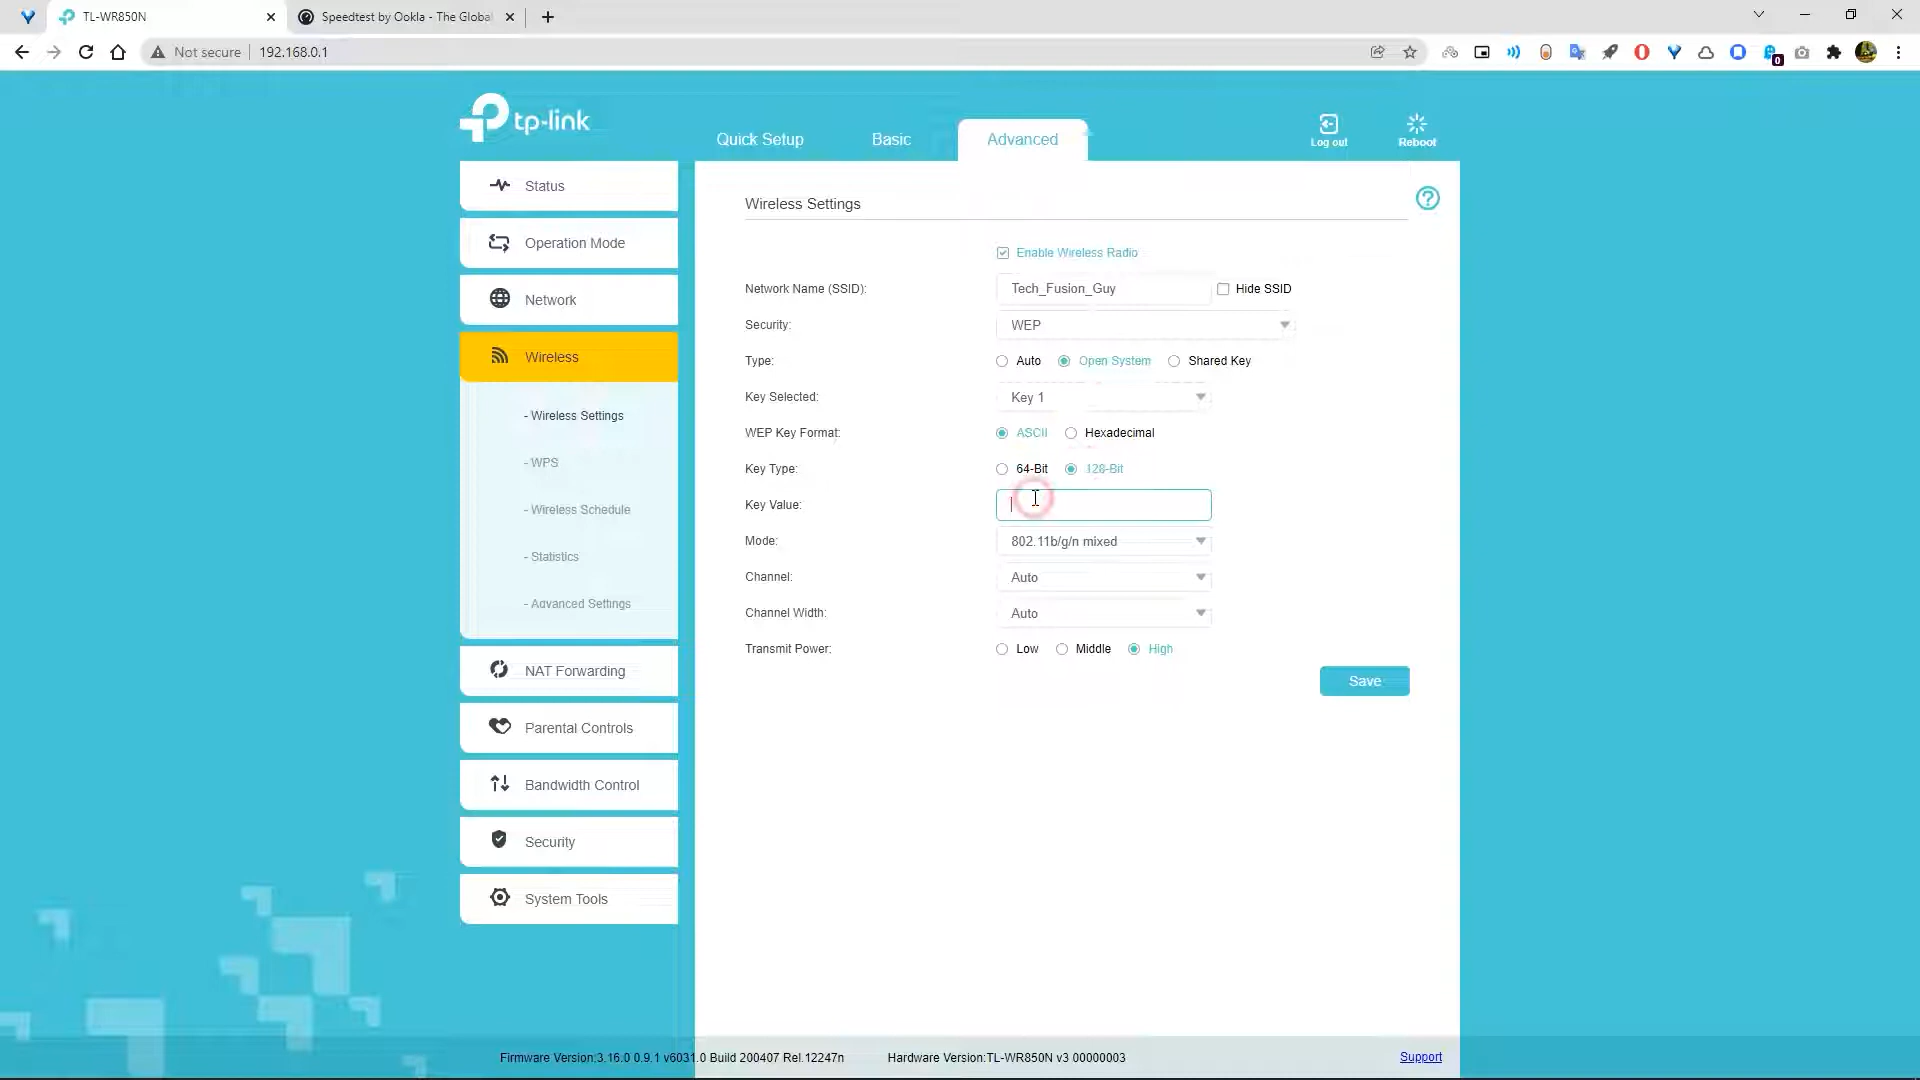 TL-WR850N
Speedtest by Ookla - The Global
Not secure
192.168.0.1
0
tp-link
Quick Setup
Basic
Advanced
Log out
Reboot
Status
Operation Mode
Network
Wireless
- Wireless Settings
- WPS
- Wireless Schedule
- Statistics
- Advanced Settings
NAT Forwarding
Parental Controls
Bandwidth Control
Security
System Tools
Wireless Settings
?
Enable Wireless Radio
Network Name (SSID): Tech_Fusion_Guy Hide SSID
Security: WEP
Type: Auto Open System Shared Key
Key Selected: Key 1
WEP Key Format: ASCII Hexadecimal
Key Type: 64-Bit 128-Bit
Key Value:
Mode: 802.11b/g/n mixed
Channel: Auto
Channel Width: Auto
Transmit Power: Low Middle High
Save
Firmware Version:3.16.0 0.9.1 v6031.0 Build 200407 Rel.12247n
Hardware Version:TL-WR850N v3 00000003
Support